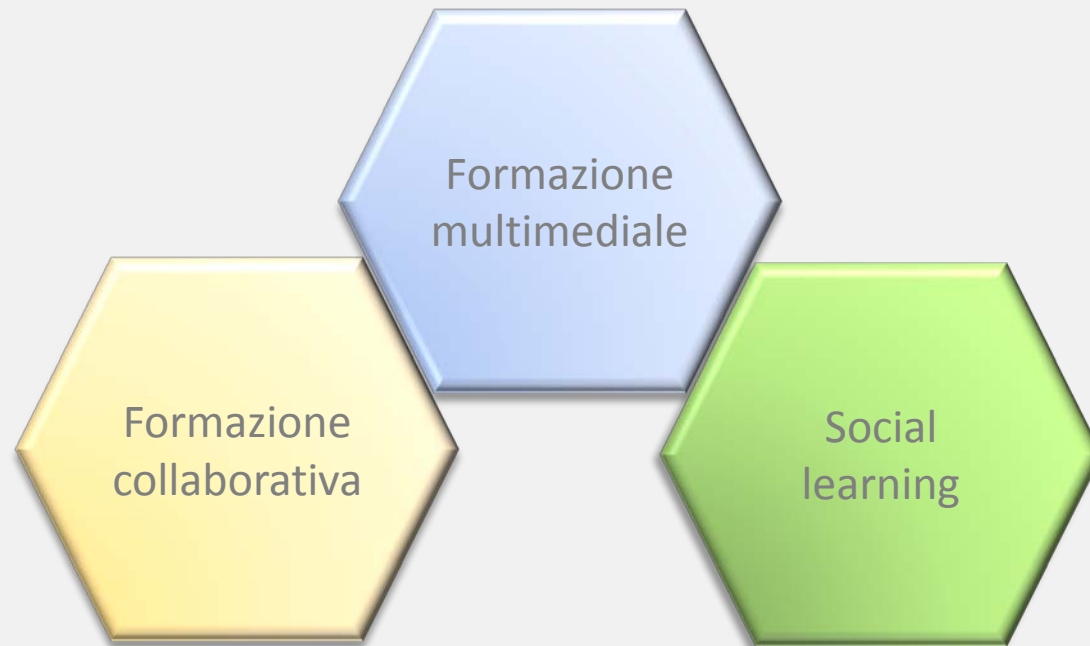 Formazione
multimediale
Formazione
collaborativa
Social
learning